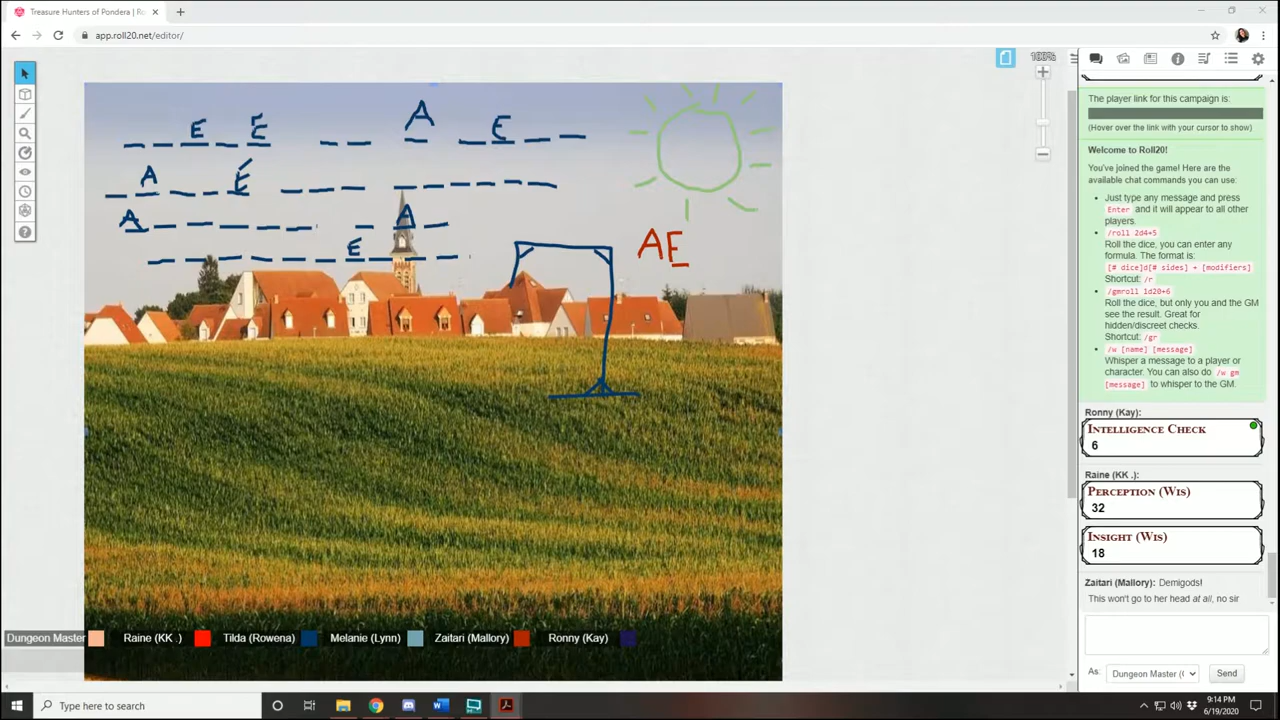 Treasure Hunters of Pondera | Ro
app.roll20.net/editor/
100%
E E A E
A É
A A
E
AE
The player link for this campaign is:
(Hover over the link with your cursor to show)
Welcome to Roll20!
You've joined the game! Here are the
available chat commands you can use:
Just type any message and press
Enter and it will appear to all other
players.
/roll 2d4+5
Roll the dice, you can enter any
formula. The format is:
[# dice]d[# sides] + [modifiers]
Shortcut: /r
/gmroll 1d20+6
Roll the dice, but only you and the GM
see the result. Great for
hidden/discreet checks.
Shortcut: /gr
/w [name] [message]
Whisper a message to a player or
character. You can also do /w gm
[message] to whisper to the GM.
Ronny (Kay):
INTELLIGENCE CHECK
6
Raine (KK .):
PERCEPTION (WIS)
32
INSIGHT (WIS)
18
Zaitari (Mallory): Demigods!
This won't go to her head at all, no sir
As: Dungeon Master (G Send
Dungeon Master Raine (KK .) Tilda (Rowena) Melanie (Lynn) Zaitari (Mallory) Ronny (Kay)
Type here to search
9:14 PM
6/19/2020